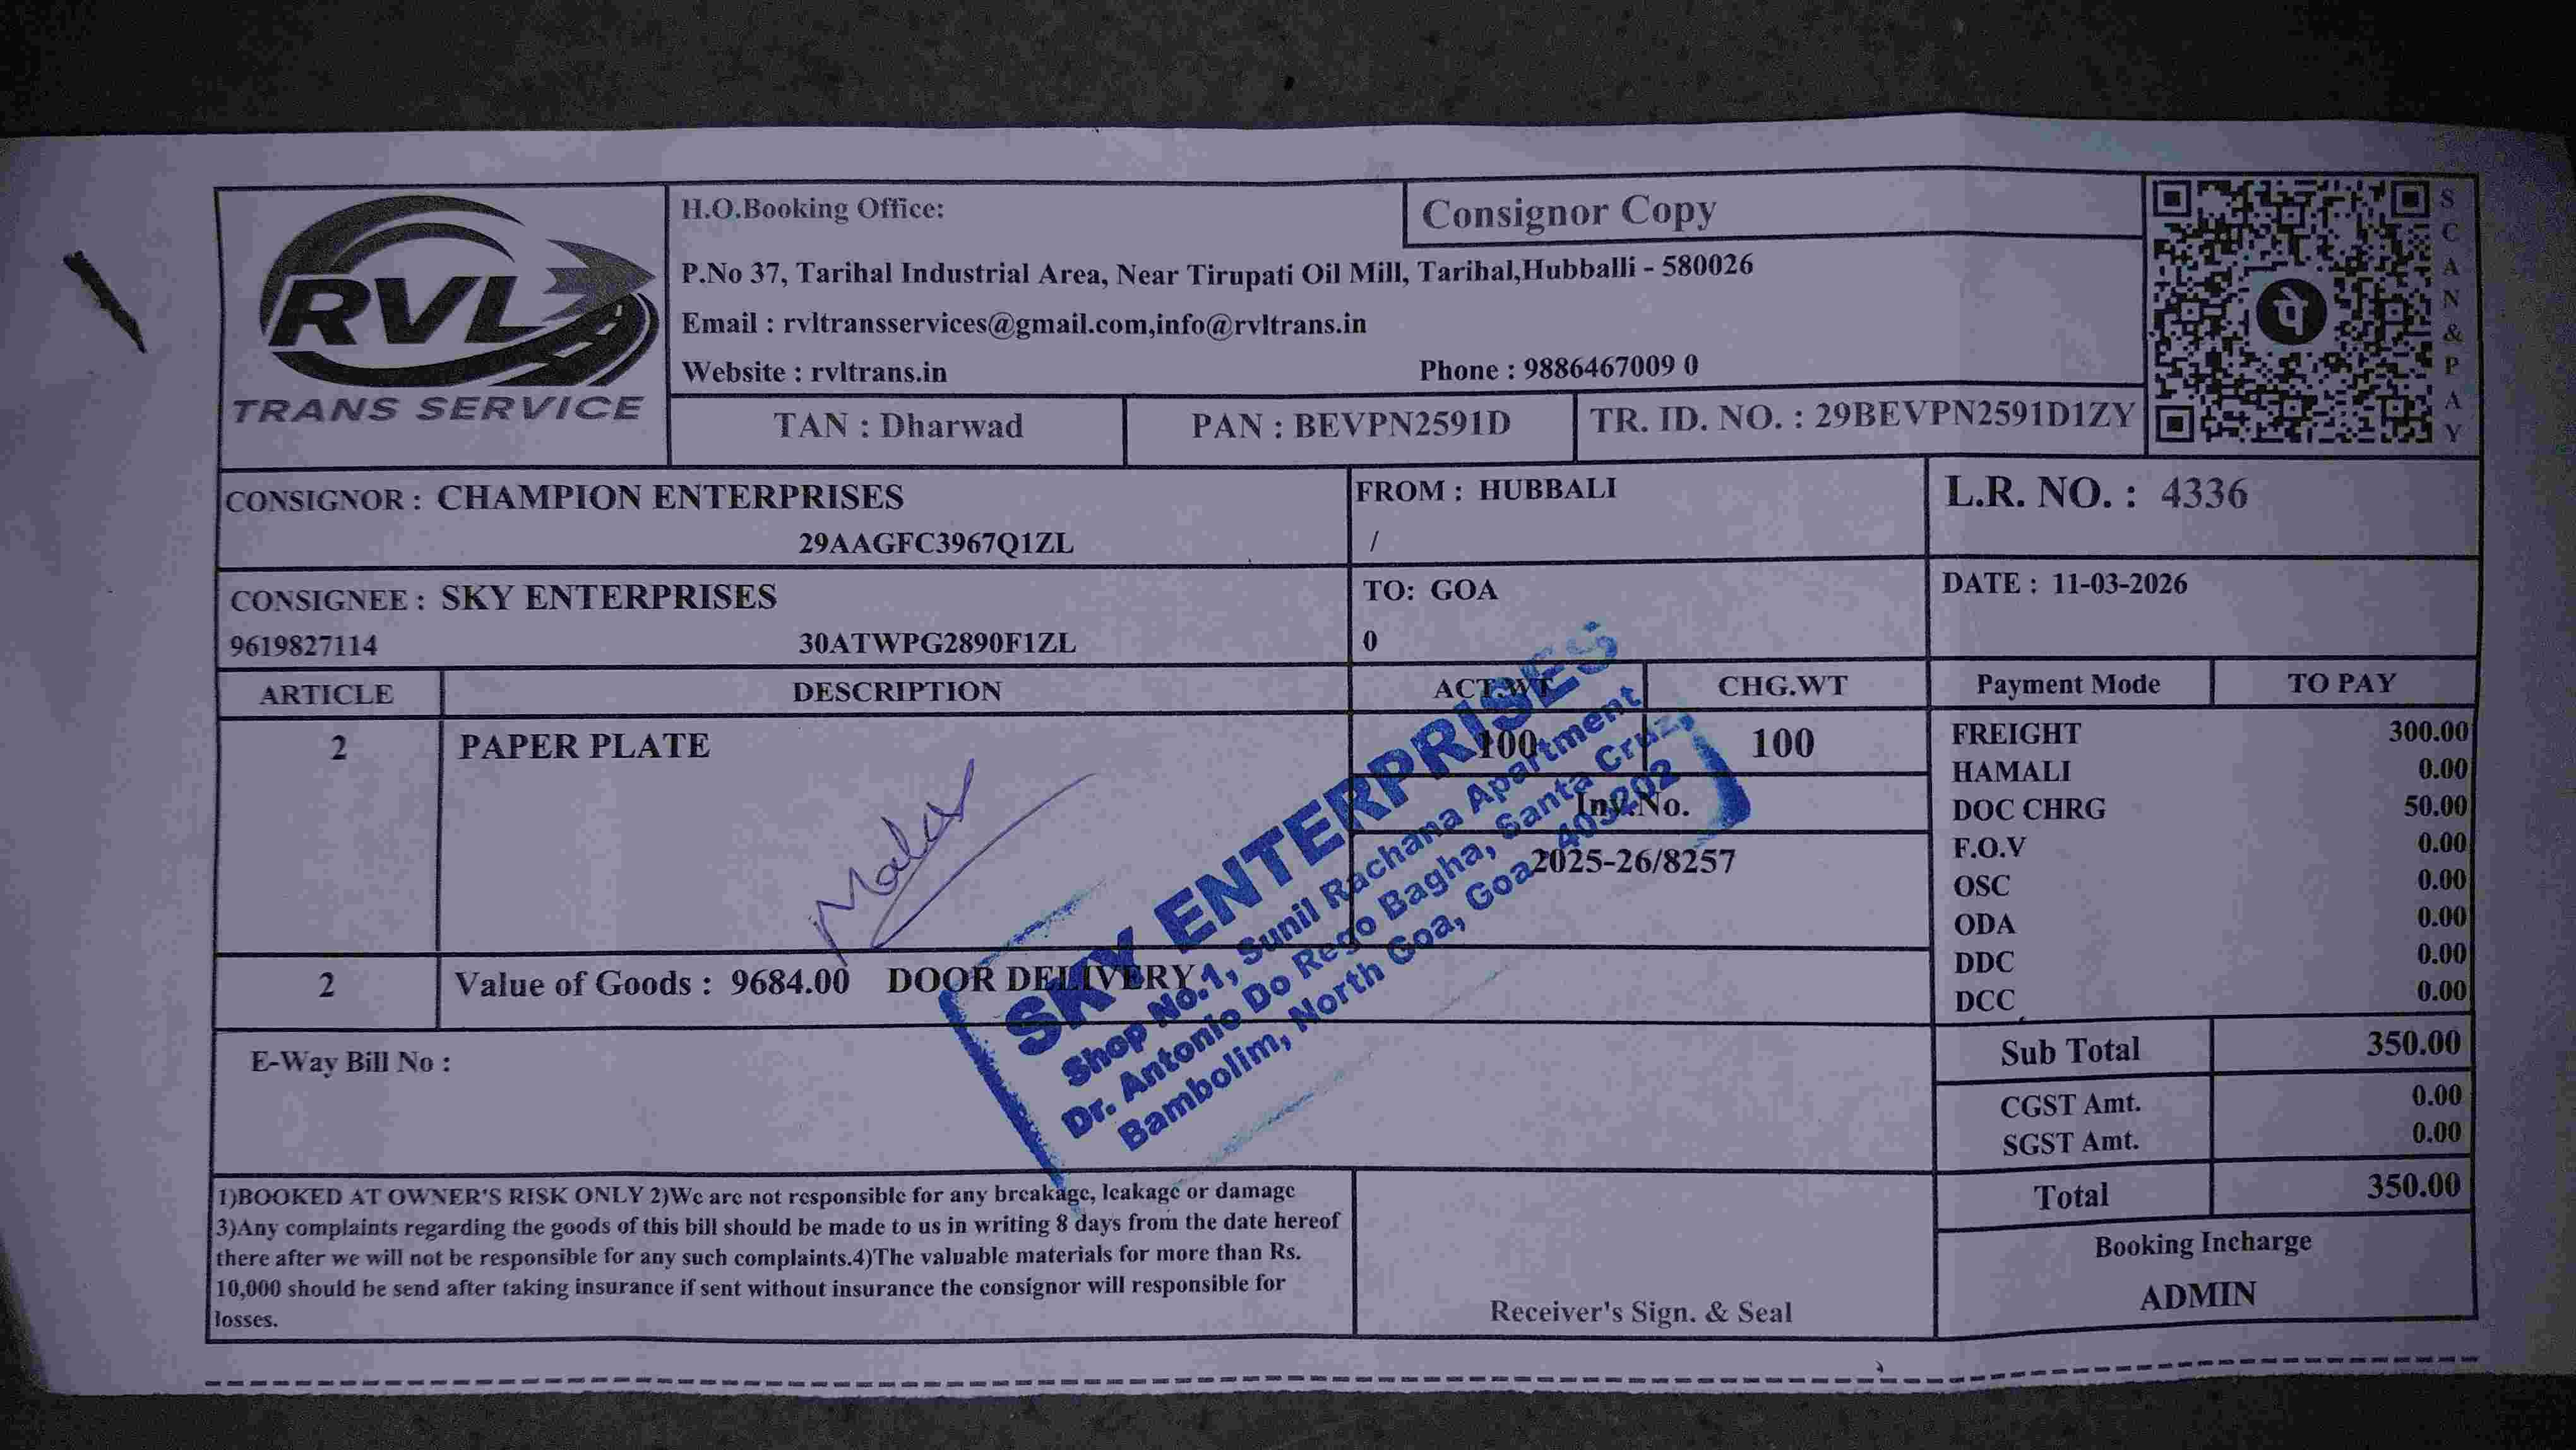 RVL
TRANS SERVICE
H.O.Booking Office:
Consignor Copy
P.No 37, Tarihal Industrial Area, Near Tirupati Oil Mill, Tarihal,Hubballi - 580026
Email : rvltransservices@gmail.com,info@rvltrans.in
Website : rvltrans.in Phone : 9886467009 0
TAN : Dharwad PAN : BEVPN2591D TR. ID. NO. : 29BEVPN2591D1ZY
SCAN&PAY
पे
CONSIGNOR : CHAMPION ENTERPRISES
29AAGFC3967Q1ZL
FROM : HUBBALI
/
L.R. NO. : 4336
CONSIGNEE : SKY ENTERPRISES
9619827114 30ATWPG2890F1ZL
TO: GOA
0
DATE : 11-03-2026
ARTICLE DESCRIPTION ACT.WT CHG.WT Payment Mode TO PAY
2 PAPER PLATE 100 100
Inv.No.
2025-26/8257
FREIGHT 300.00
HAMALI 0.00
DOC CHRG 50.00
F.O.V 0.00
OSC 0.00
ODA 0.00
DDC 0.00
DCC 0.00
2 Value of Goods : 9684.00 DOOR DELIVERY
SKY ENTERPRISES
Shop No.1, Sunil Rachana Apartment
Dr. Antonio Do Rego Bagha, Santa Cruz,
Bambolim, North Goa, Goa- 403202
E-Way Bill No :
Sub Total 350.00
CGST Amt. 0.00
SGST Amt. 0.00
Total 350.00
1)BOOKED AT OWNER'S RISK ONLY 2)We are not responsible for any breakage, leakage or damage
3)Any complaints regarding the goods of this bill should be made to us in writing 8 days from the date hereof
there after we will not be responsible for any such complaints.4)The valuable materials for more than Rs.
10,000 should be send after taking insurance if sent without insurance the consignor will responsible for
losses.
Receiver's Sign. & Seal
Booking Incharge
ADMIN